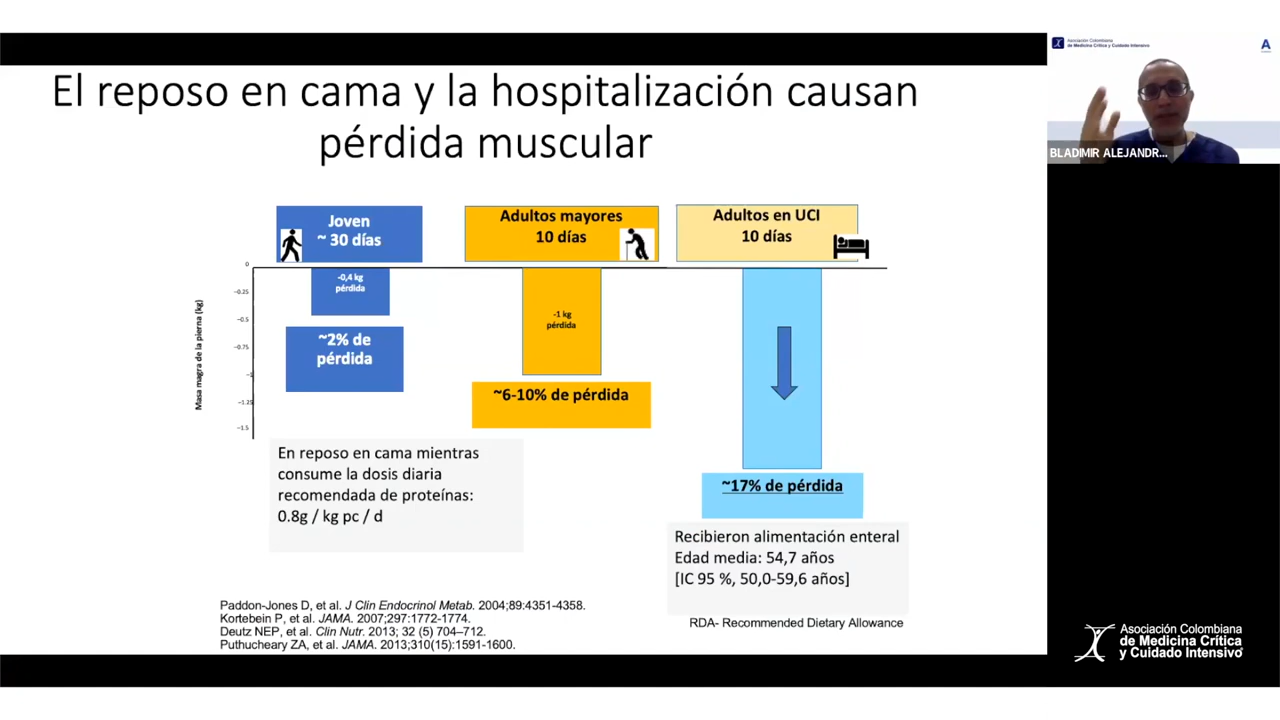 El reposo en cama y la hospitalización causan
pérdida muscular
Asociación Colombiana
de Medicina Crítica y Cuidado Intensivo
A
BLADIMIR ALEJANDR...
Joven
~ 30 días
Adultos mayores
10 días
Adultos en UCI
10 días
Masa magra de la pierna (kg)
0
-0.25
-0.5
-0.75
-1
-1.25
-1.5
-0,4 kg
pérdida
~2% de
pérdida
-1 kg
pérdida
~6-10% de pérdida
~17% de pérdida
En reposo en cama mientras
consume la dosis diaria
recomendada de proteínas:
0.8g / kg pc / d
Recibieron alimentación enteral
Edad media: 54,7 años
[IC 95 %, 50,0-59,6 años]
Paddon-Jones D, et al. J Clin Endocrinol Metab. 2004;89:4351-4358.
Kortebein P, et al. JAMA. 2007;297:1772-1774.
Deutz NEP, et al. Clin Nutr. 2013; 32 (5) 704–712.
Puthucheary ZA, et al. JAMA. 2013;310(15):1591-1600.
RDA- Recommended Dietary Allowance
Asociación Colombiana
de Medicina Crítica
y Cuidado Intensivo